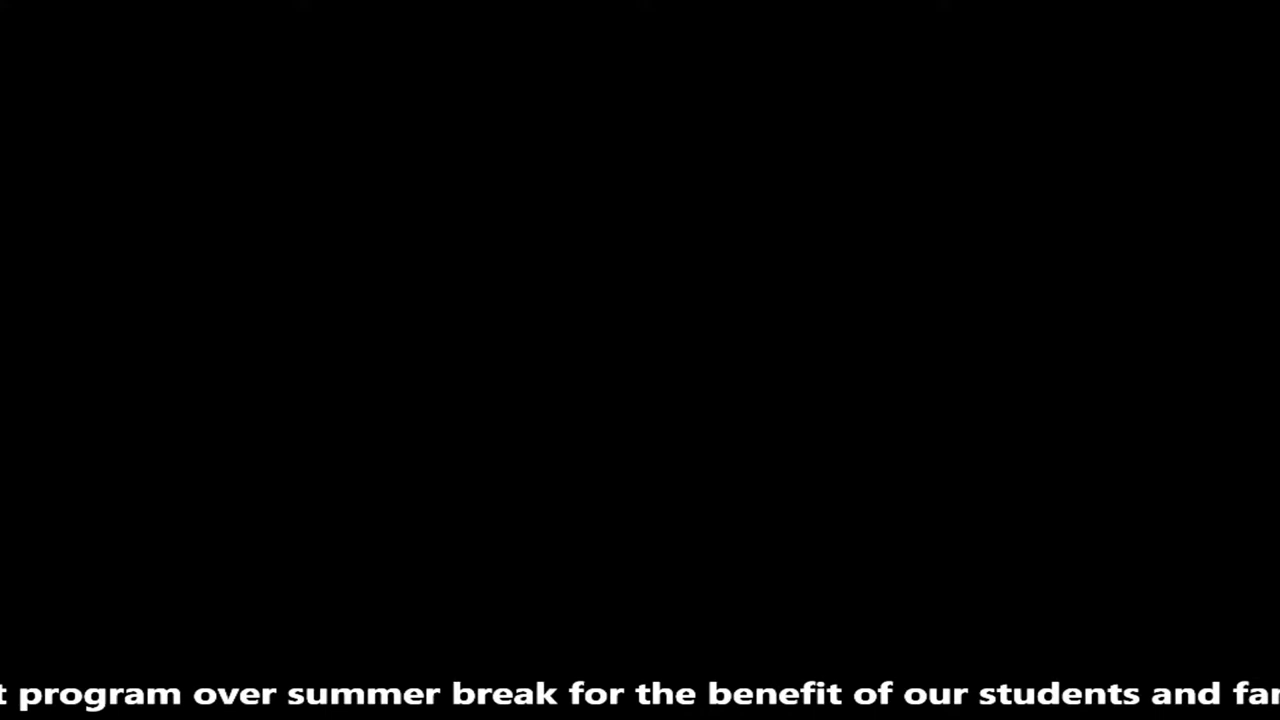 program over summer break for the benefit of our students and